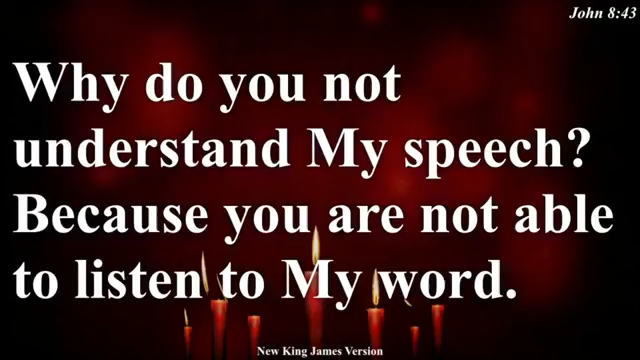 John 8:43
Why do you not
understand My speech?
Because you are not able
to listen to My word.
New King James Version